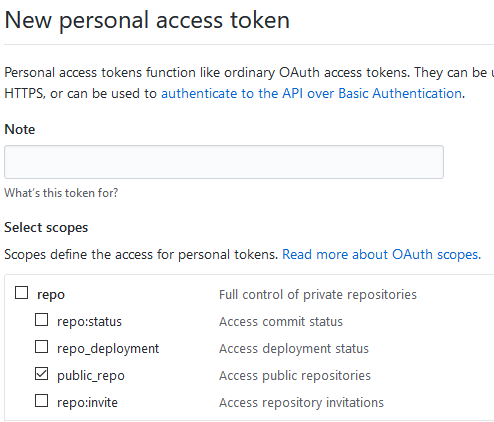 New personal access token
Personal access tokens function like ordinary OAuth access tokens. They can be
HTTPS, or can be used to authenticate to the API over Basic Authentication.
Note
What's this token for?
Select scopes
Scopes define the access for personal tokens. Read more about OAuth scopes.
repo Full control of private repositories
repo:status Access commit status
repo_deployment Access deployment status
public_repo Access public repositories
repo:invite Access repository invitations